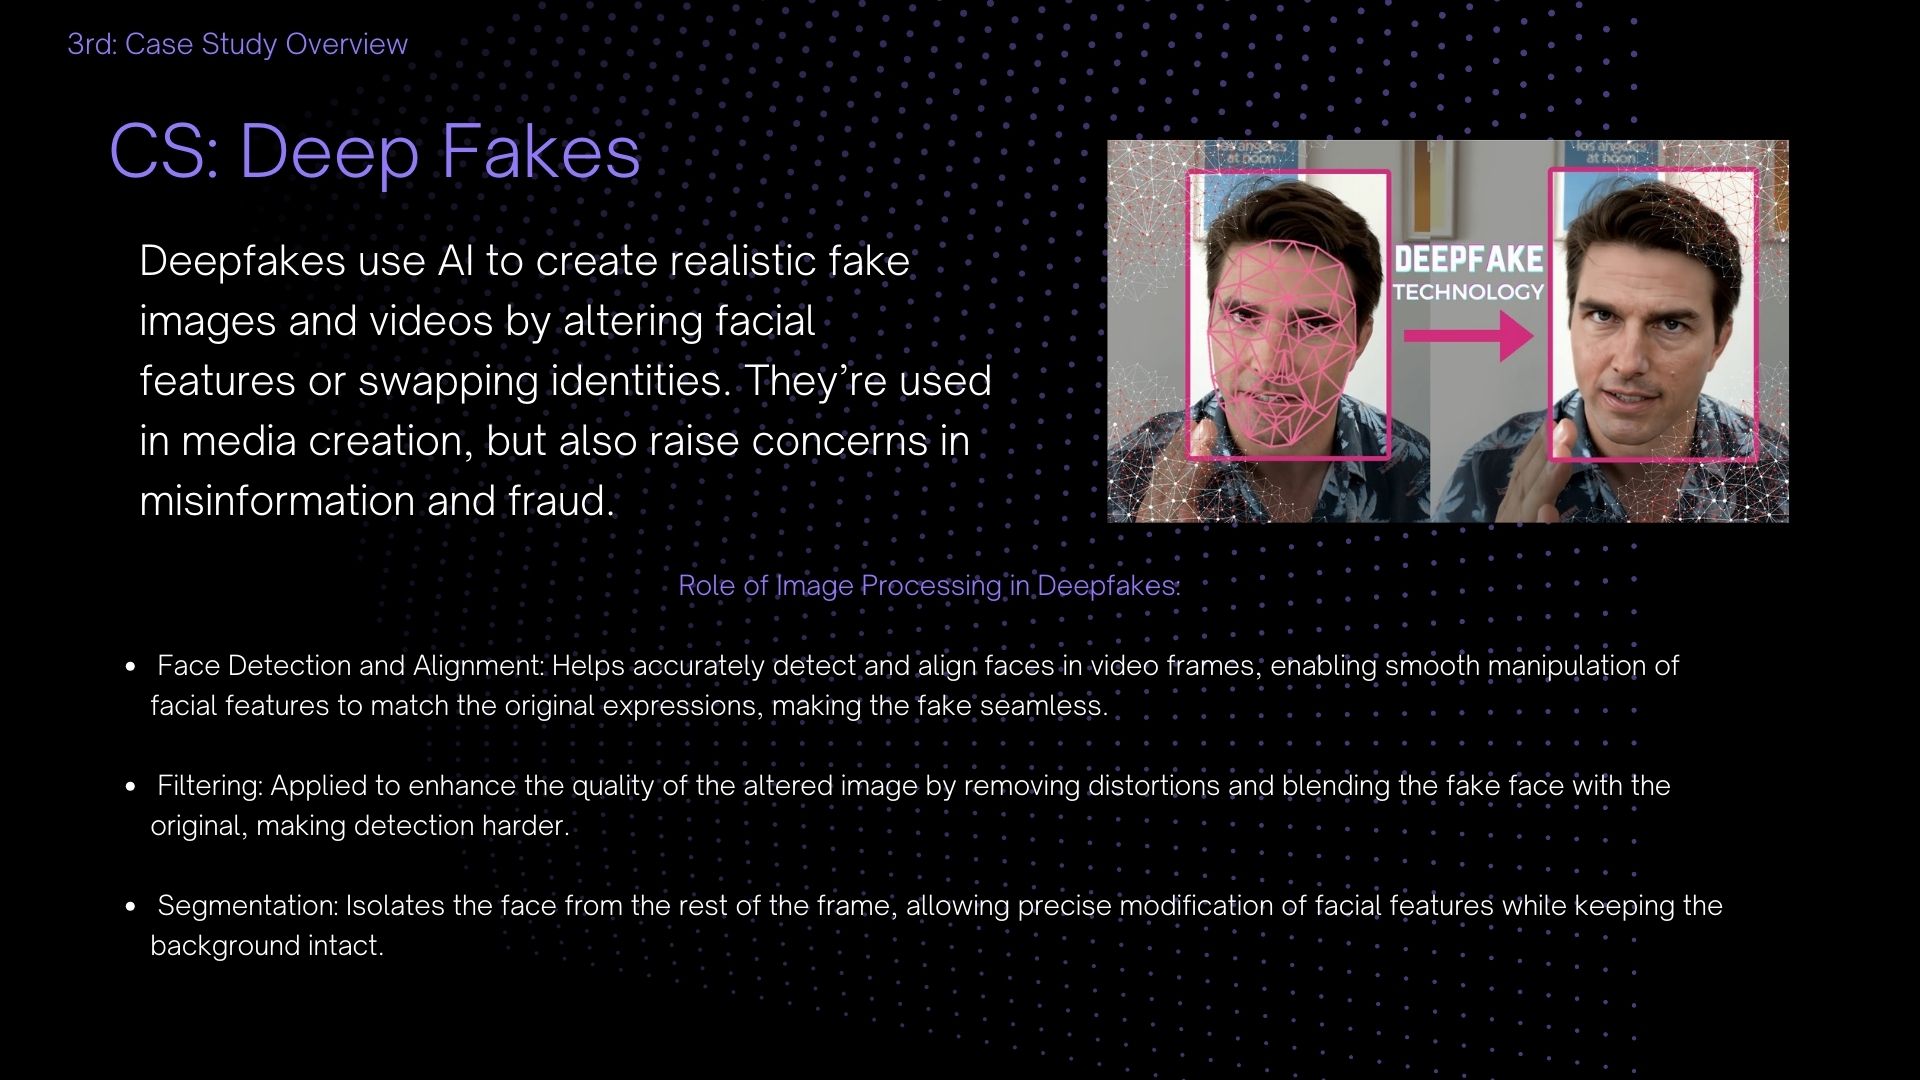 3rd: Case Study Overview
CS: Deep Fakes
Deepfakes use AI to create realistic fake
images and videos by altering facial
features or swapping identities. They’re used
in media creation, but also raise concerns in
misinformation and fraud.
los angeles
at noon
los angeles
at noon
DEEPFAKE
TECHNOLOGY
Role of Image Processing in Deepfakes:
• Face Detection and Alignment: Helps accurately detect and align faces in video frames, enabling smooth manipulation of
facial features to match the original expressions, making the fake seamless.
• Filtering: Applied to enhance the quality of the altered image by removing distortions and blending the fake face with the
original, making detection harder.
• Segmentation: Isolates the face from the rest of the frame, allowing precise modification of facial features while keeping the
background intact.